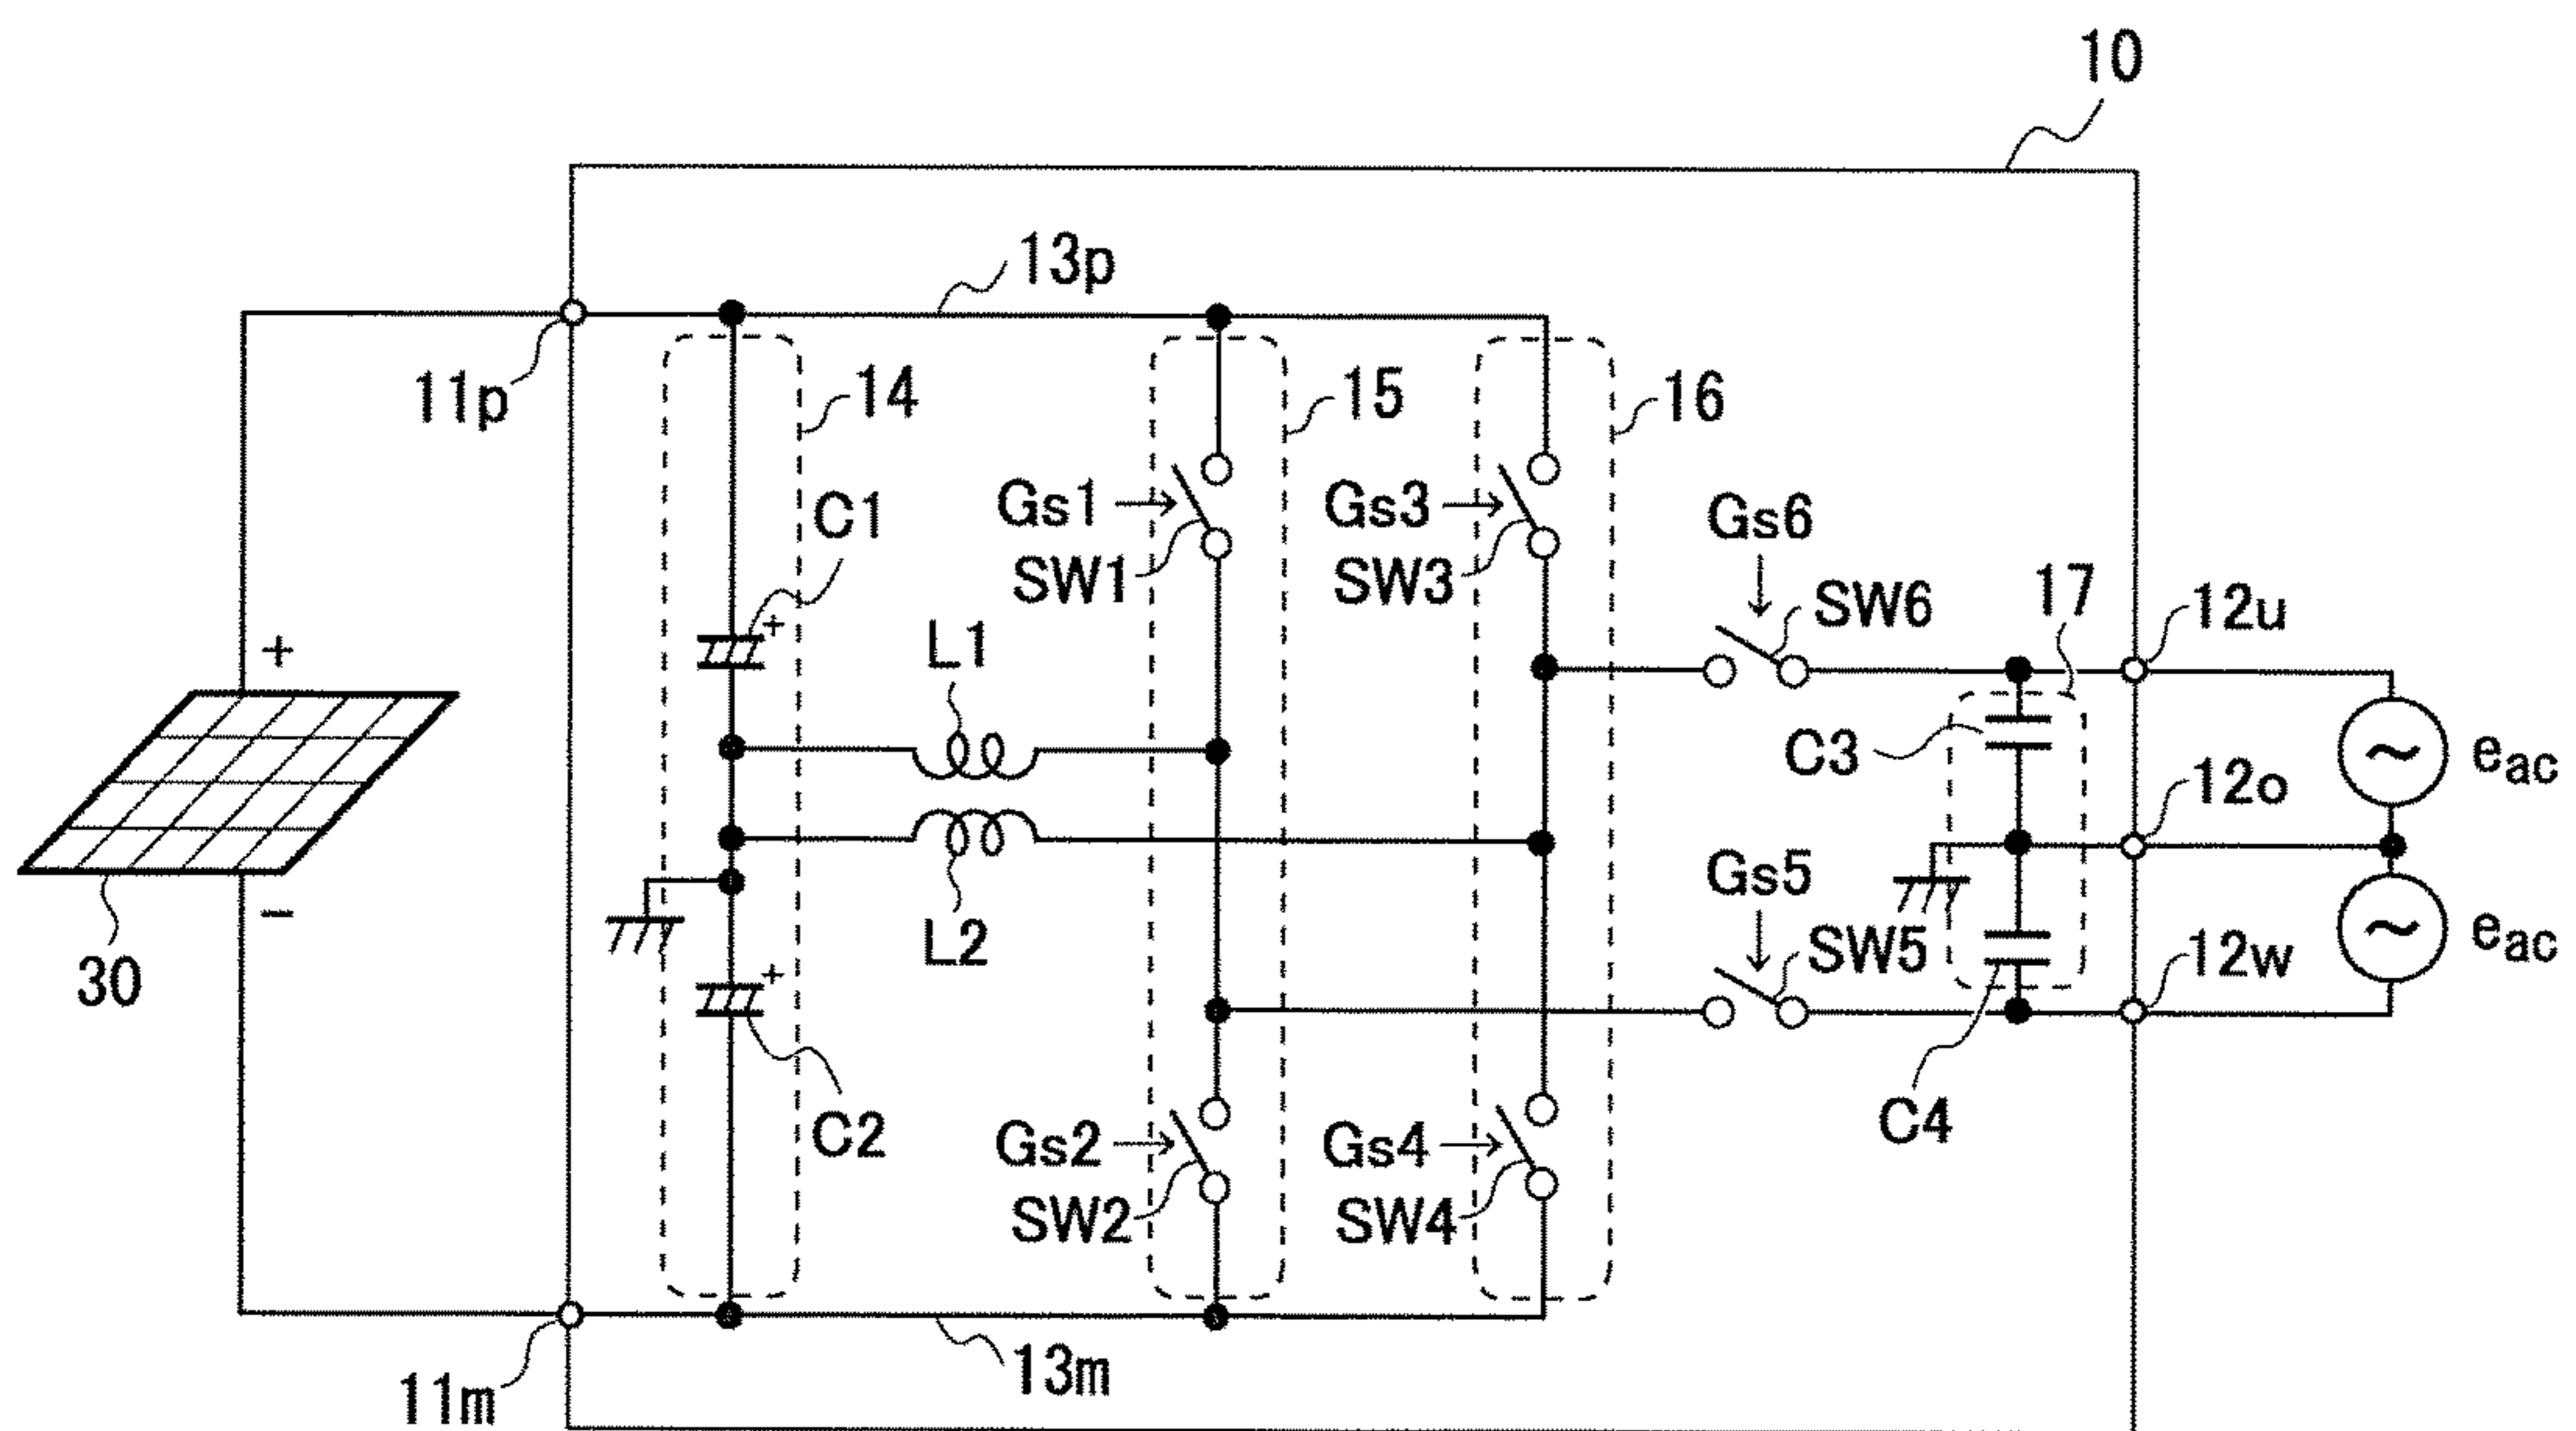 10
13p
11p
14
15
16
C1
Gs1
SW1
Gs3
SW3
Gs6
SW6
17
12u
+
+
L1
C3
12o
eac
L2
Gs5
SW5
12w
eac
−
30
+
C2
Gs2
SW2
Gs4
SW4
C4
13m
11m